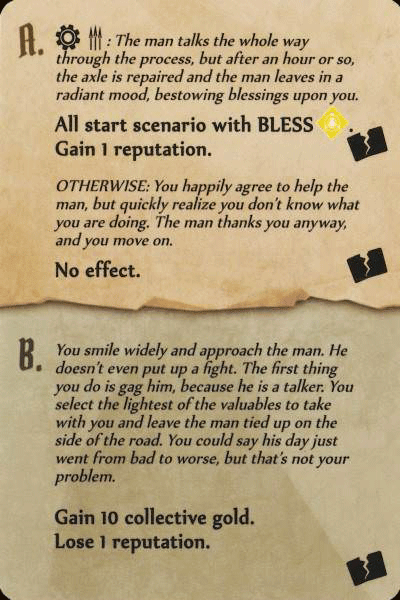 A. : The man talks the whole way
through the process, but after an hour or so,
the axle is repaired and the man leaves in a
radiant mood, bestowing blessings upon you.
All start scenario with BLESS .
Gain 1 reputation.
OTHERWISE: You happily agree to help the
man, but quickly realize you don't know what
you are doing. The man thanks you anyway,
and you move on.
No effect.
B. You smile widely and approach the man. He
doesn't even put up a fight. The first thing
you do is gag him, because he is a talker. You
select the lightest of the valuables to take
with you and leave the man tied up on the
side of the road. You could say his day just
went from bad to worse, but that's not your
problem.
Gain 10 collective gold.
Lose 1 reputation.